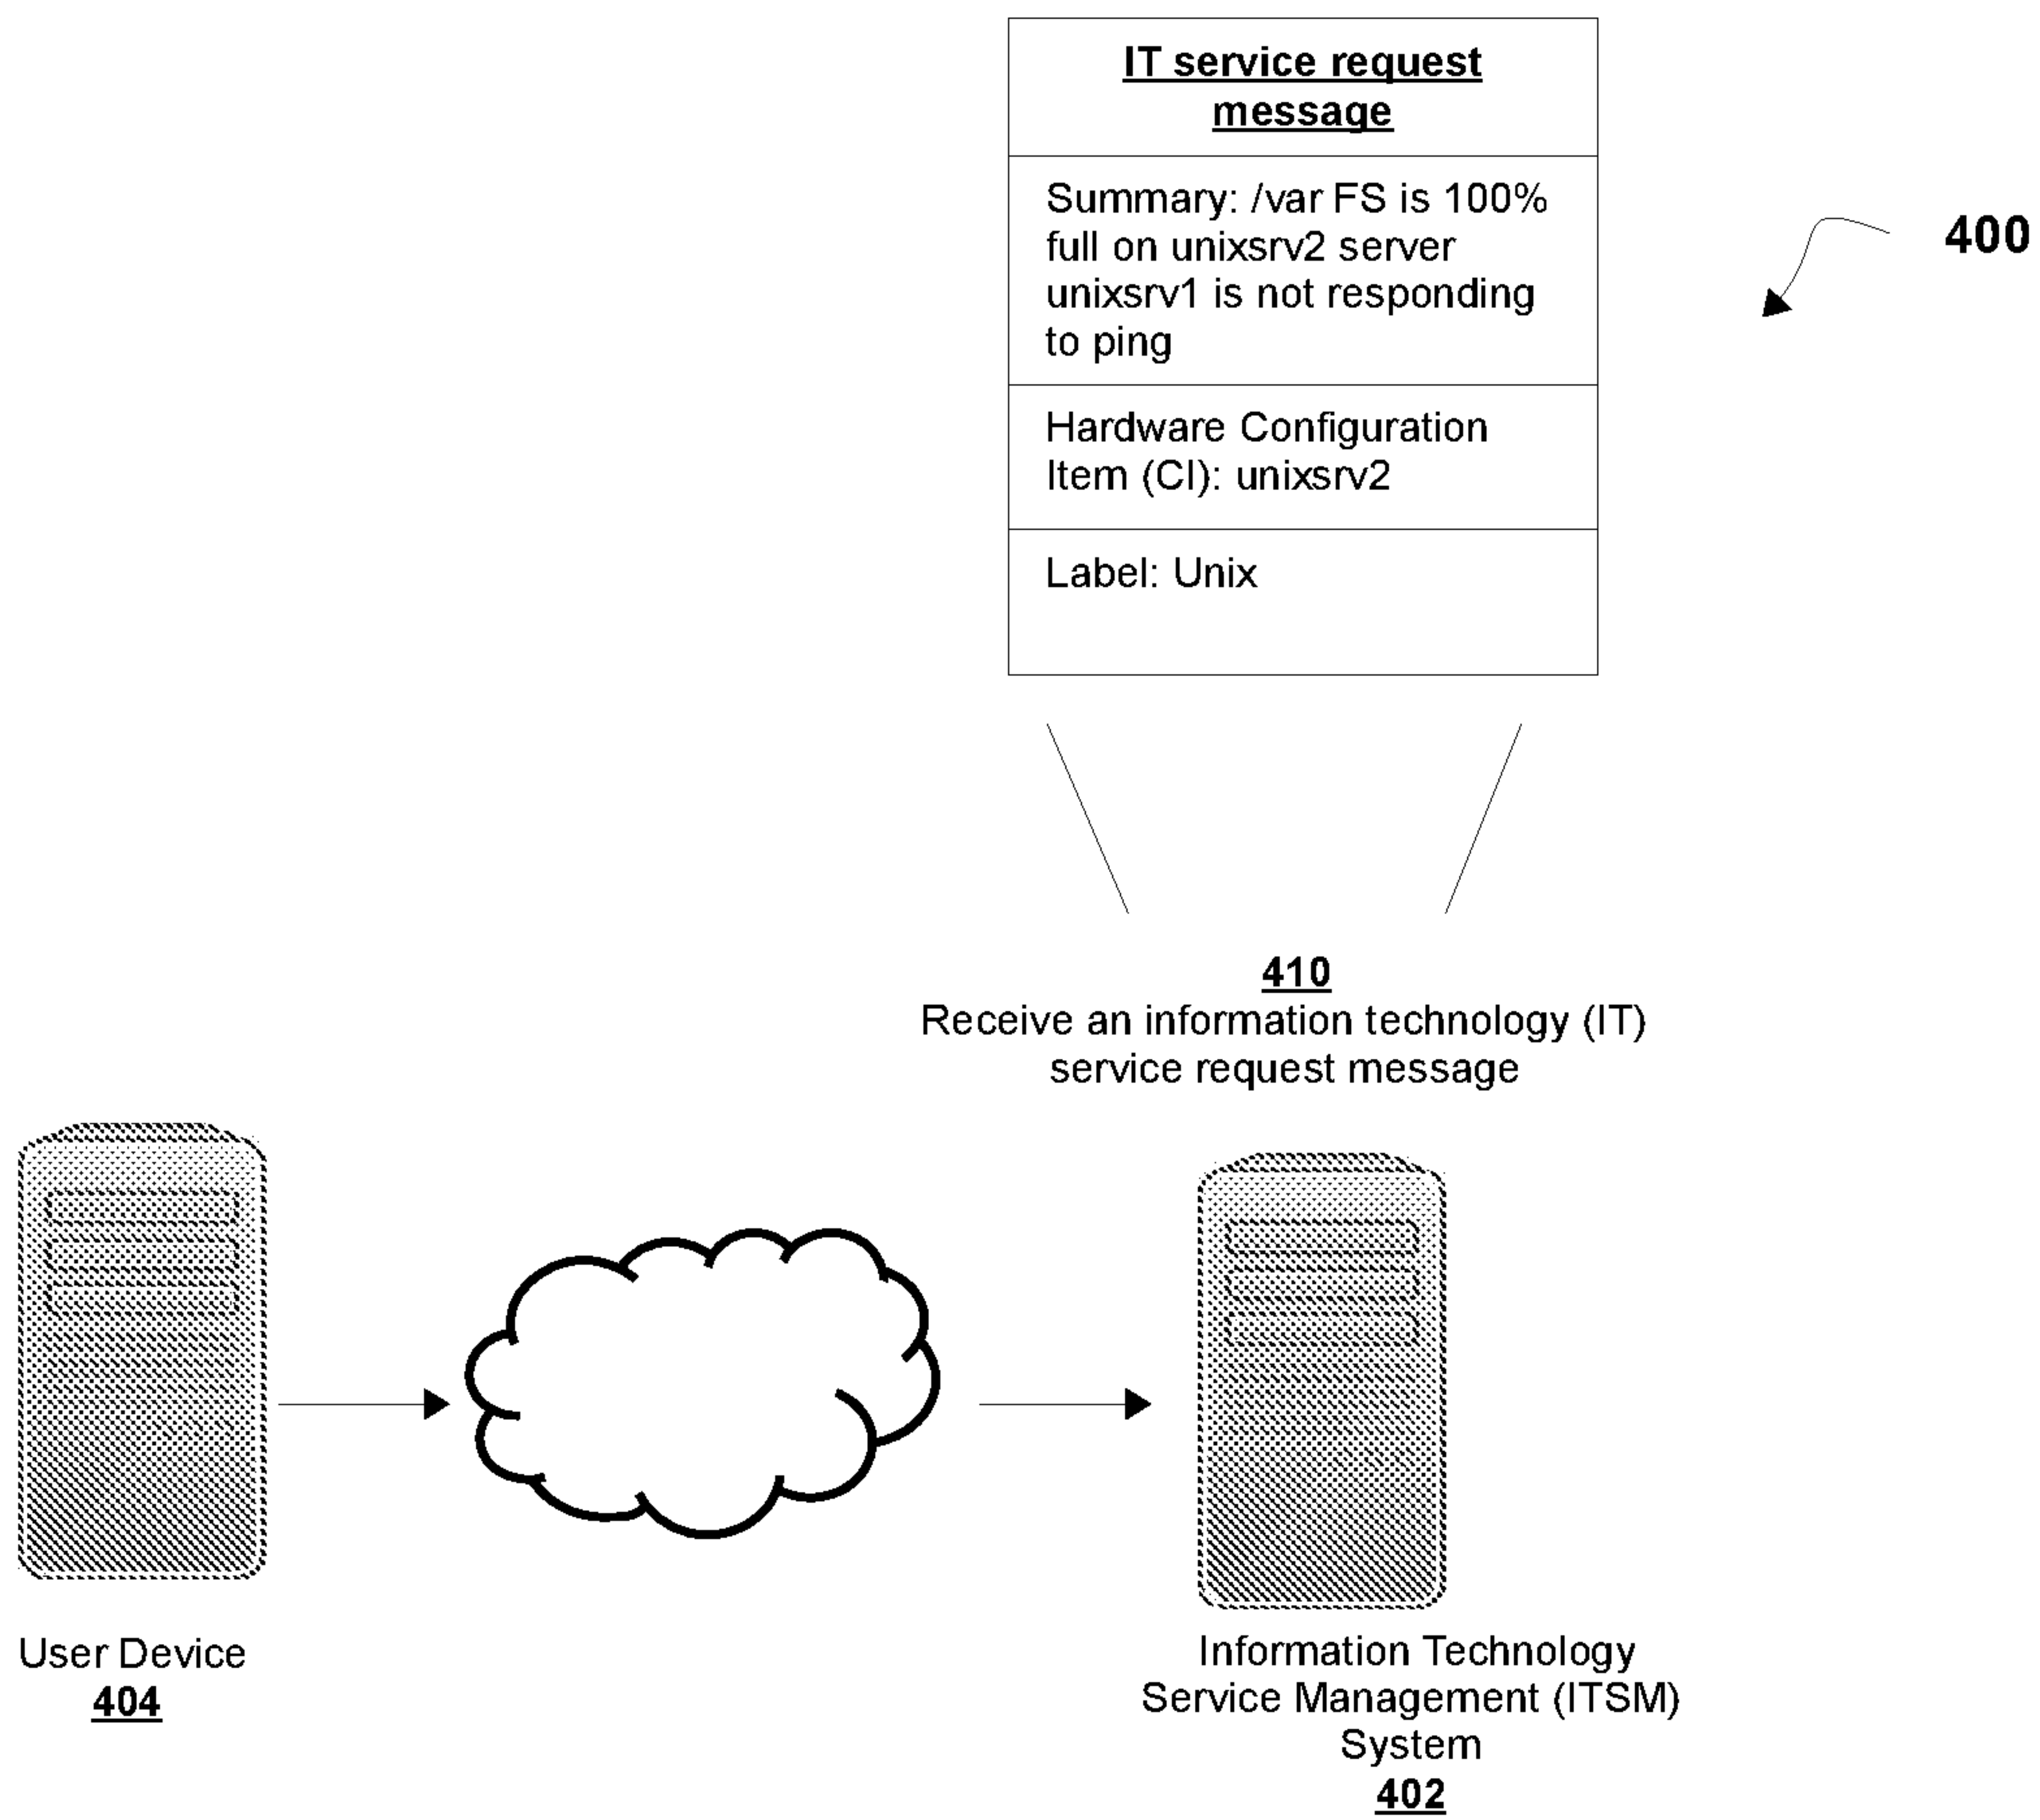 IT service request
message
Summary: /var FS is 100%
full on unixsrv2 server
unixsrv1 is not responding
to ping
Hardware Configuration
Item (CI): unixsrv2
Label: Unix
400
410
Receive an information technology (IT)
service request message
User Device
404
Information Technology
Service Management (ITSM)
System
402